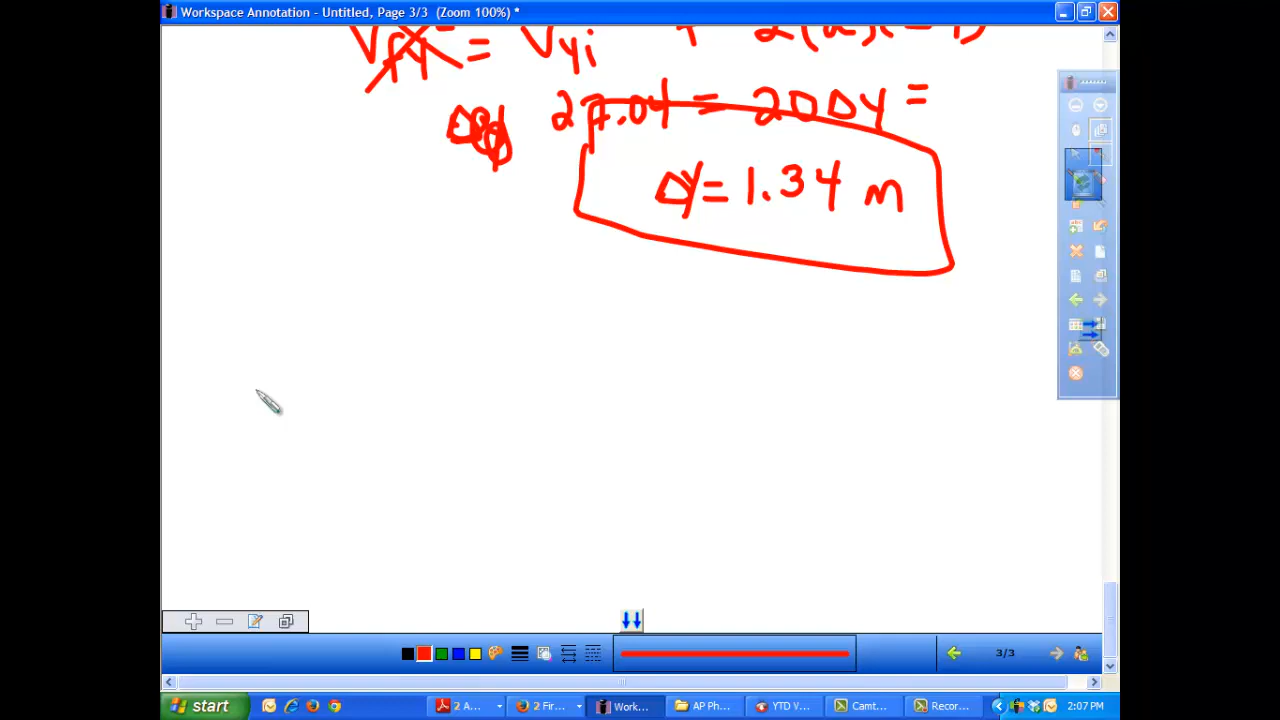 Workspace Annotation - Untitled, Page 3/3 (Zoom 100%) *
= Vyi
27.04 = 20Δy =
Δy = 1.34 m
3/3
start
2 A...
2 Fir...
Work...
AP Ph...
YTD V...
Camt...
Recor...
2:07 PM